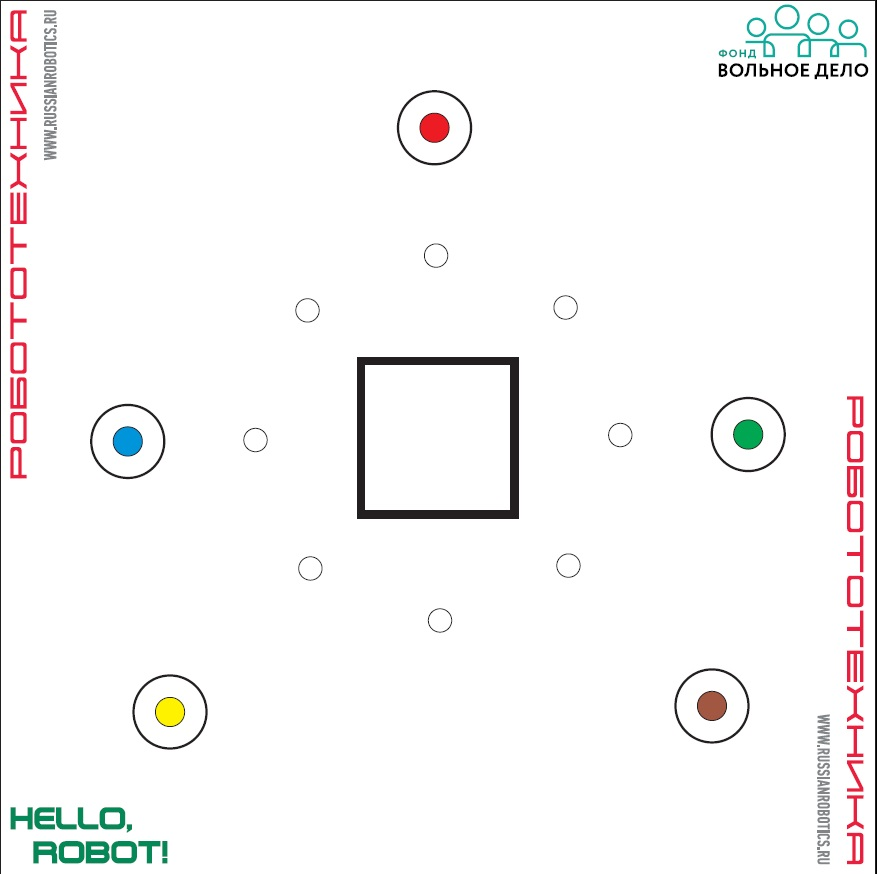 РОБОТОТЕХНИКА
WWW.RUSSIANROBOTICS.RU
ФОНД
ВОЛЬНОЕ ДЕЛО
РОБОТОТЕХНИКА
WWW.RUSSIANROBOTICS.RU
HELLO,
ROBOT!